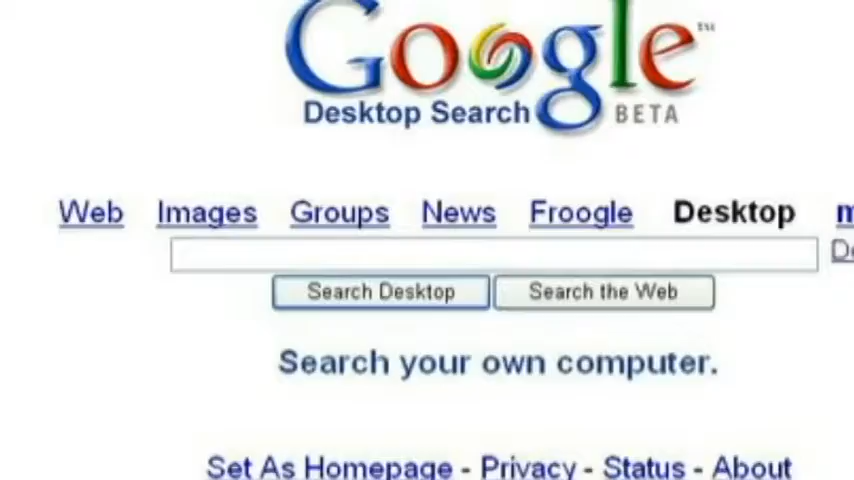 Google™
Desktop Search BETA
Web Images Groups News Froogle Desktop
Search Desktop Search the Web
Search your own computer.
Set As Homepage - Privacy - Status - About